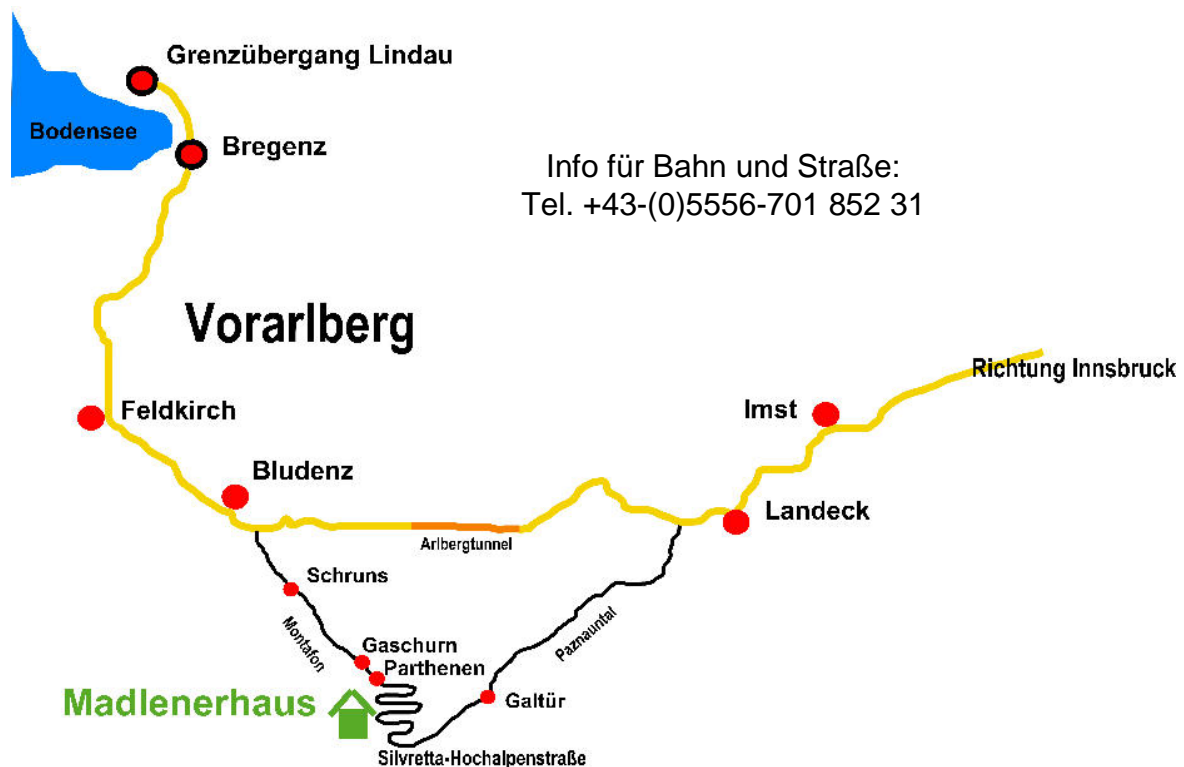 Grenzübergang Lindau
Bodensee
Bregenz
Info für Bahn und Straße:
Tel. +43-(0)5556-701 852 31
Vorarlberg
Richtung Innsbruck
Feldkirch
Imst
Bludenz
Landeck
Arlbergtunnel
Schruns
Montafon
Paznauntal
Gaschurn
Parthenen
Madlenerhaus
Galtür
Silvretta-Hochalpenstraße